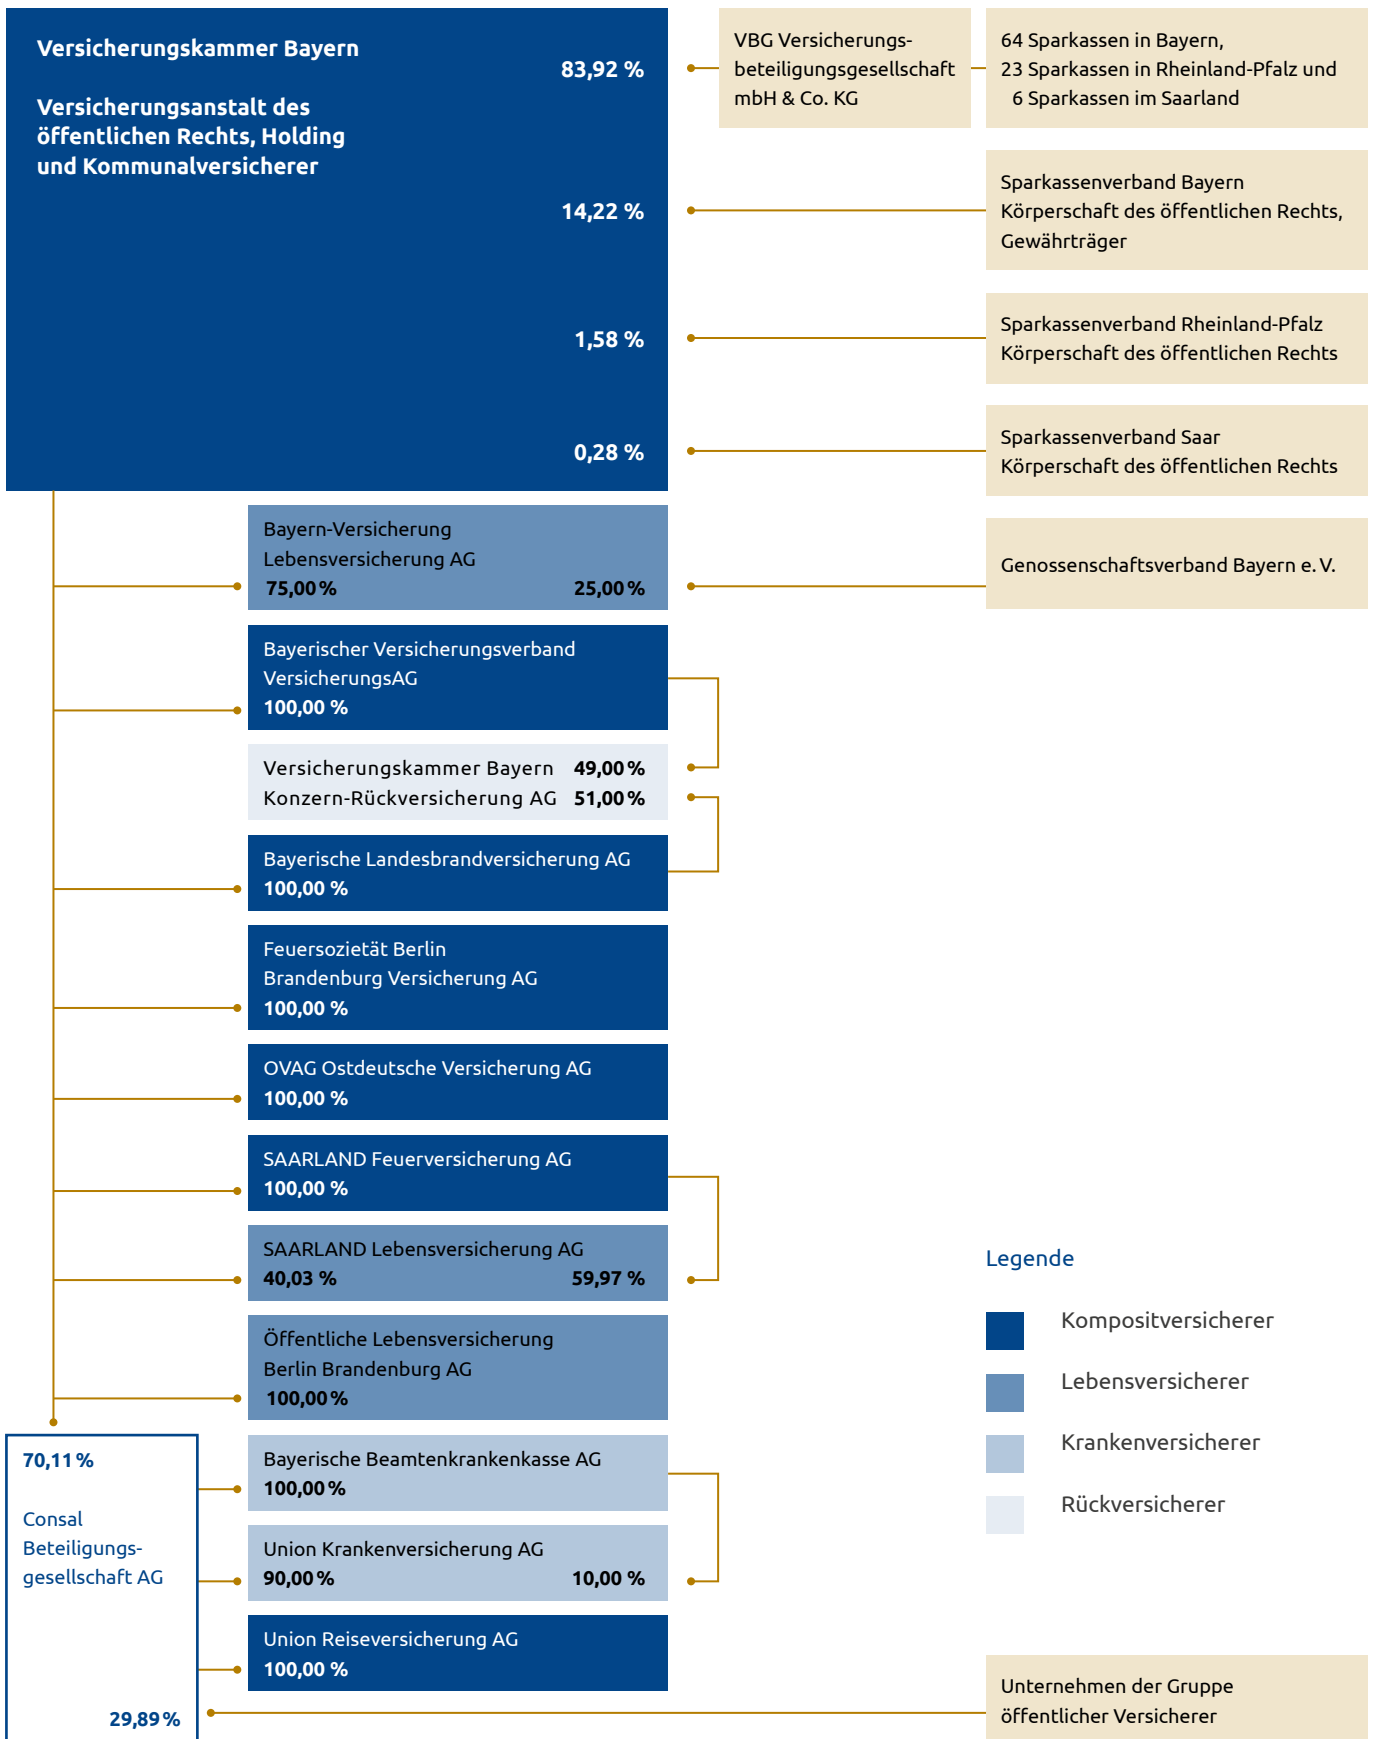 Versicherungskammer Bayern
Versicherungsanstalt des
öffentlichen Rechts, Holding
und Kommunalversicherer
83,92 %
VBG Versicherungs-
beteiligungsgesellschaft
mbH & Co. KG
64 Sparkassen in Bayern,
23 Sparkassen in Rheinland-Pfalz und
6 Sparkassen im Saarland
14,22 %
Sparkassenverband Bayern
Körperschaft des öffentlichen Rechts,
Gewährträger
1,58 %
Sparkassenverband Rheinland-Pfalz
Körperschaft des öffentlichen Rechts
0,28 %
Sparkassenverband Saar
Körperschaft des öffentlichen Rechts
Bayern-Versicherung
Lebensversicherung AG
75,00 % 25,00 %
Genossenschaftsverband Bayern e. V.
Bayerischer Versicherungsverband
VersicherungsAG
100,00 %
Versicherungskammer Bayern 49,00 %
Konzern-Rückversicherung AG 51,00 %
Bayerische Landesbrandversicherung AG
100,00 %
Feuersozietät Berlin
Brandenburg Versicherung AG
100,00 %
OVAG Ostdeutsche Versicherung AG
100,00 %
SAARLAND Feuerversicherung AG
100,00 %
SAARLAND Lebensversicherung AG
40,03 % 59,97 %
Öffentliche Lebensversicherung
Berlin Brandenburg AG
100,00 %
Legende
Kompositversicherer
Lebensversicherer
Krankenversicherer
Rückversicherer
70,11 %
Consal
Beteiligungs-
gesellschaft AG
29,89 %
Bayerische Beamtenkrankenkasse AG
100,00 %
Union Krankenversicherung AG
90,00 % 10,00 %
Union Reiseversicherung AG
100,00 %
Unternehmen der Gruppe
öffentlicher Versicherer